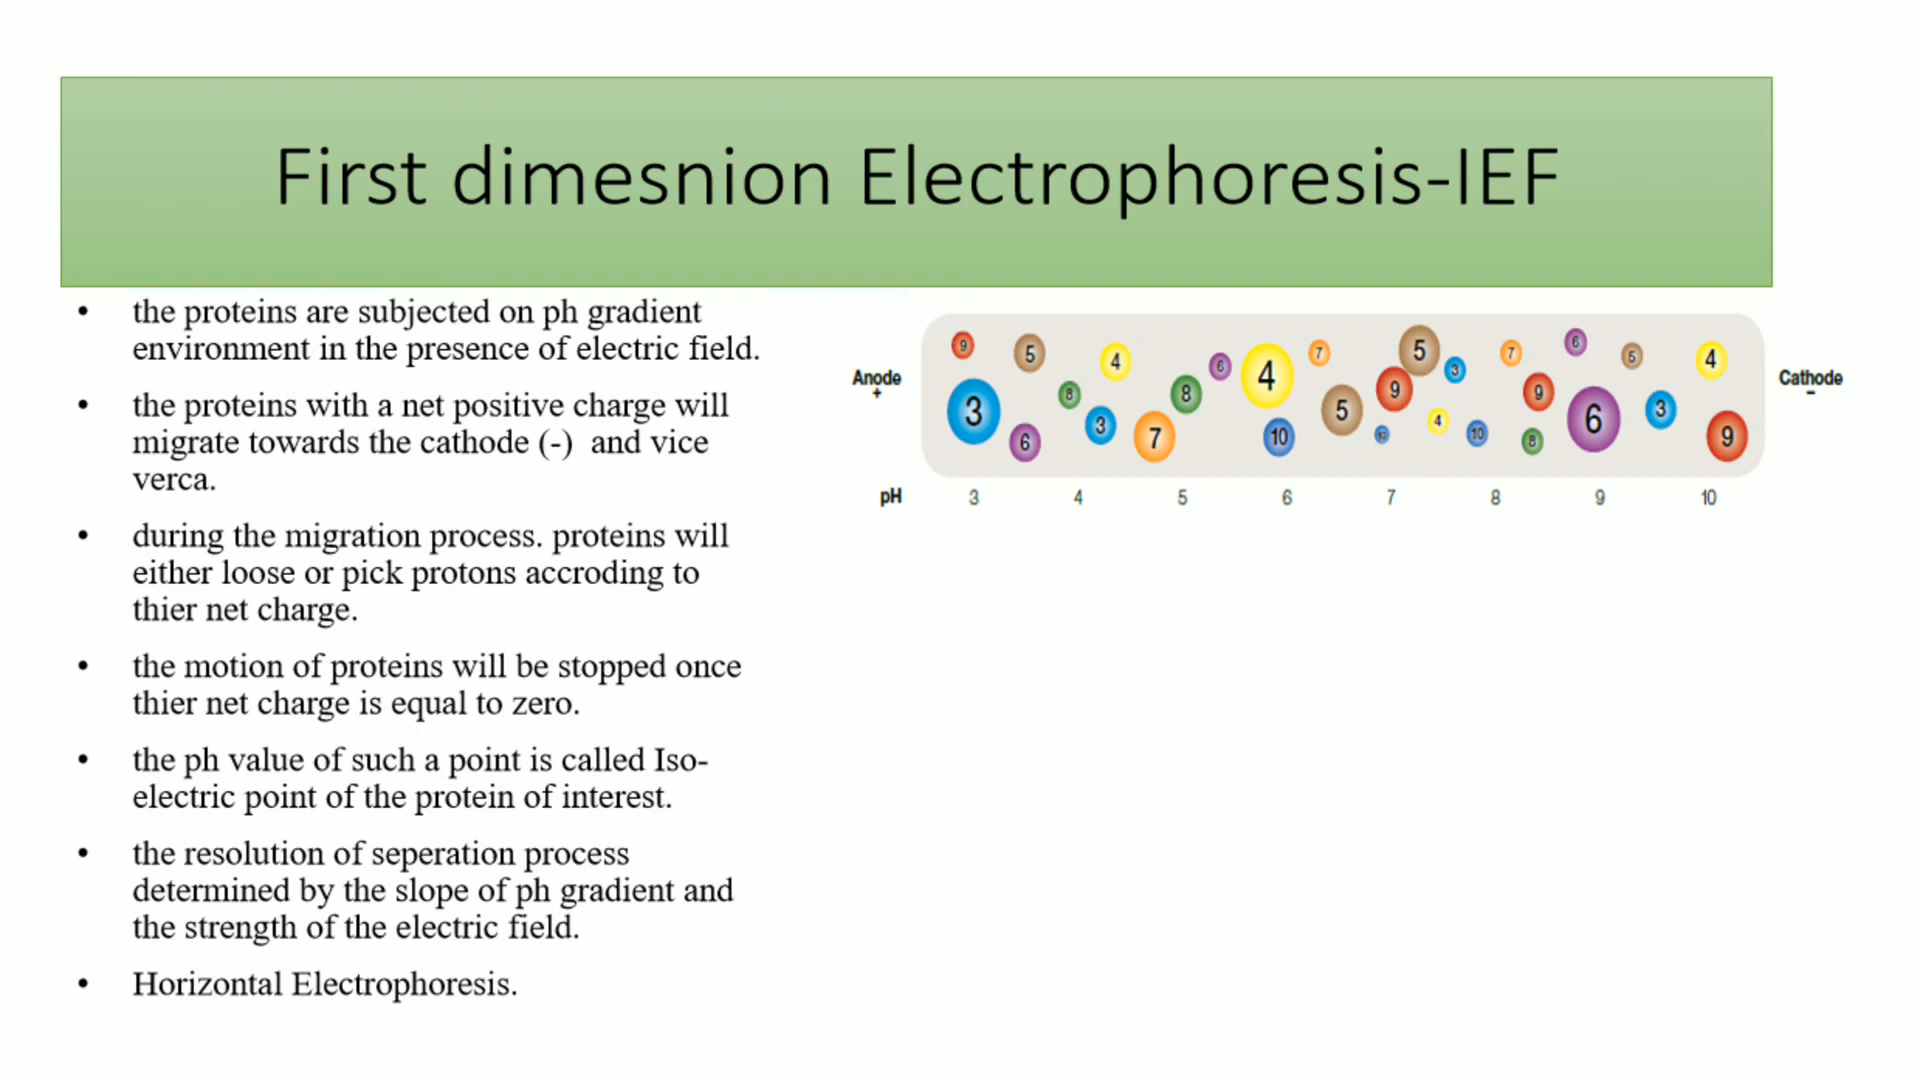 First dimesnion Electrophoresis-IEF
• the proteins are subjected on ph gradient
environment in the presence of electric field.
• the proteins with a net positive charge will
migrate towards the cathode (-)  and vice
verca.
• during the migration process. proteins will
either loose or pick protons accroding to
thier net charge.
• the motion of proteins will be stopped once
thier net charge is equal to zero.
• the ph value of such a point is called Iso-
electric point of the protein of interest.
• the resolution of seperation process
determined by the slope of ph gradient and
the strength of the electric field.
• Horizontal Electrophoresis.
Anode
+
9 5 4 6 4 7 5 3 7 6 5 4
3 6 8 3 7 8 10 5 9 10 4 10 8 9 6 3 9
Cathode
-
pH 3 4 5 6 7 8 9 10